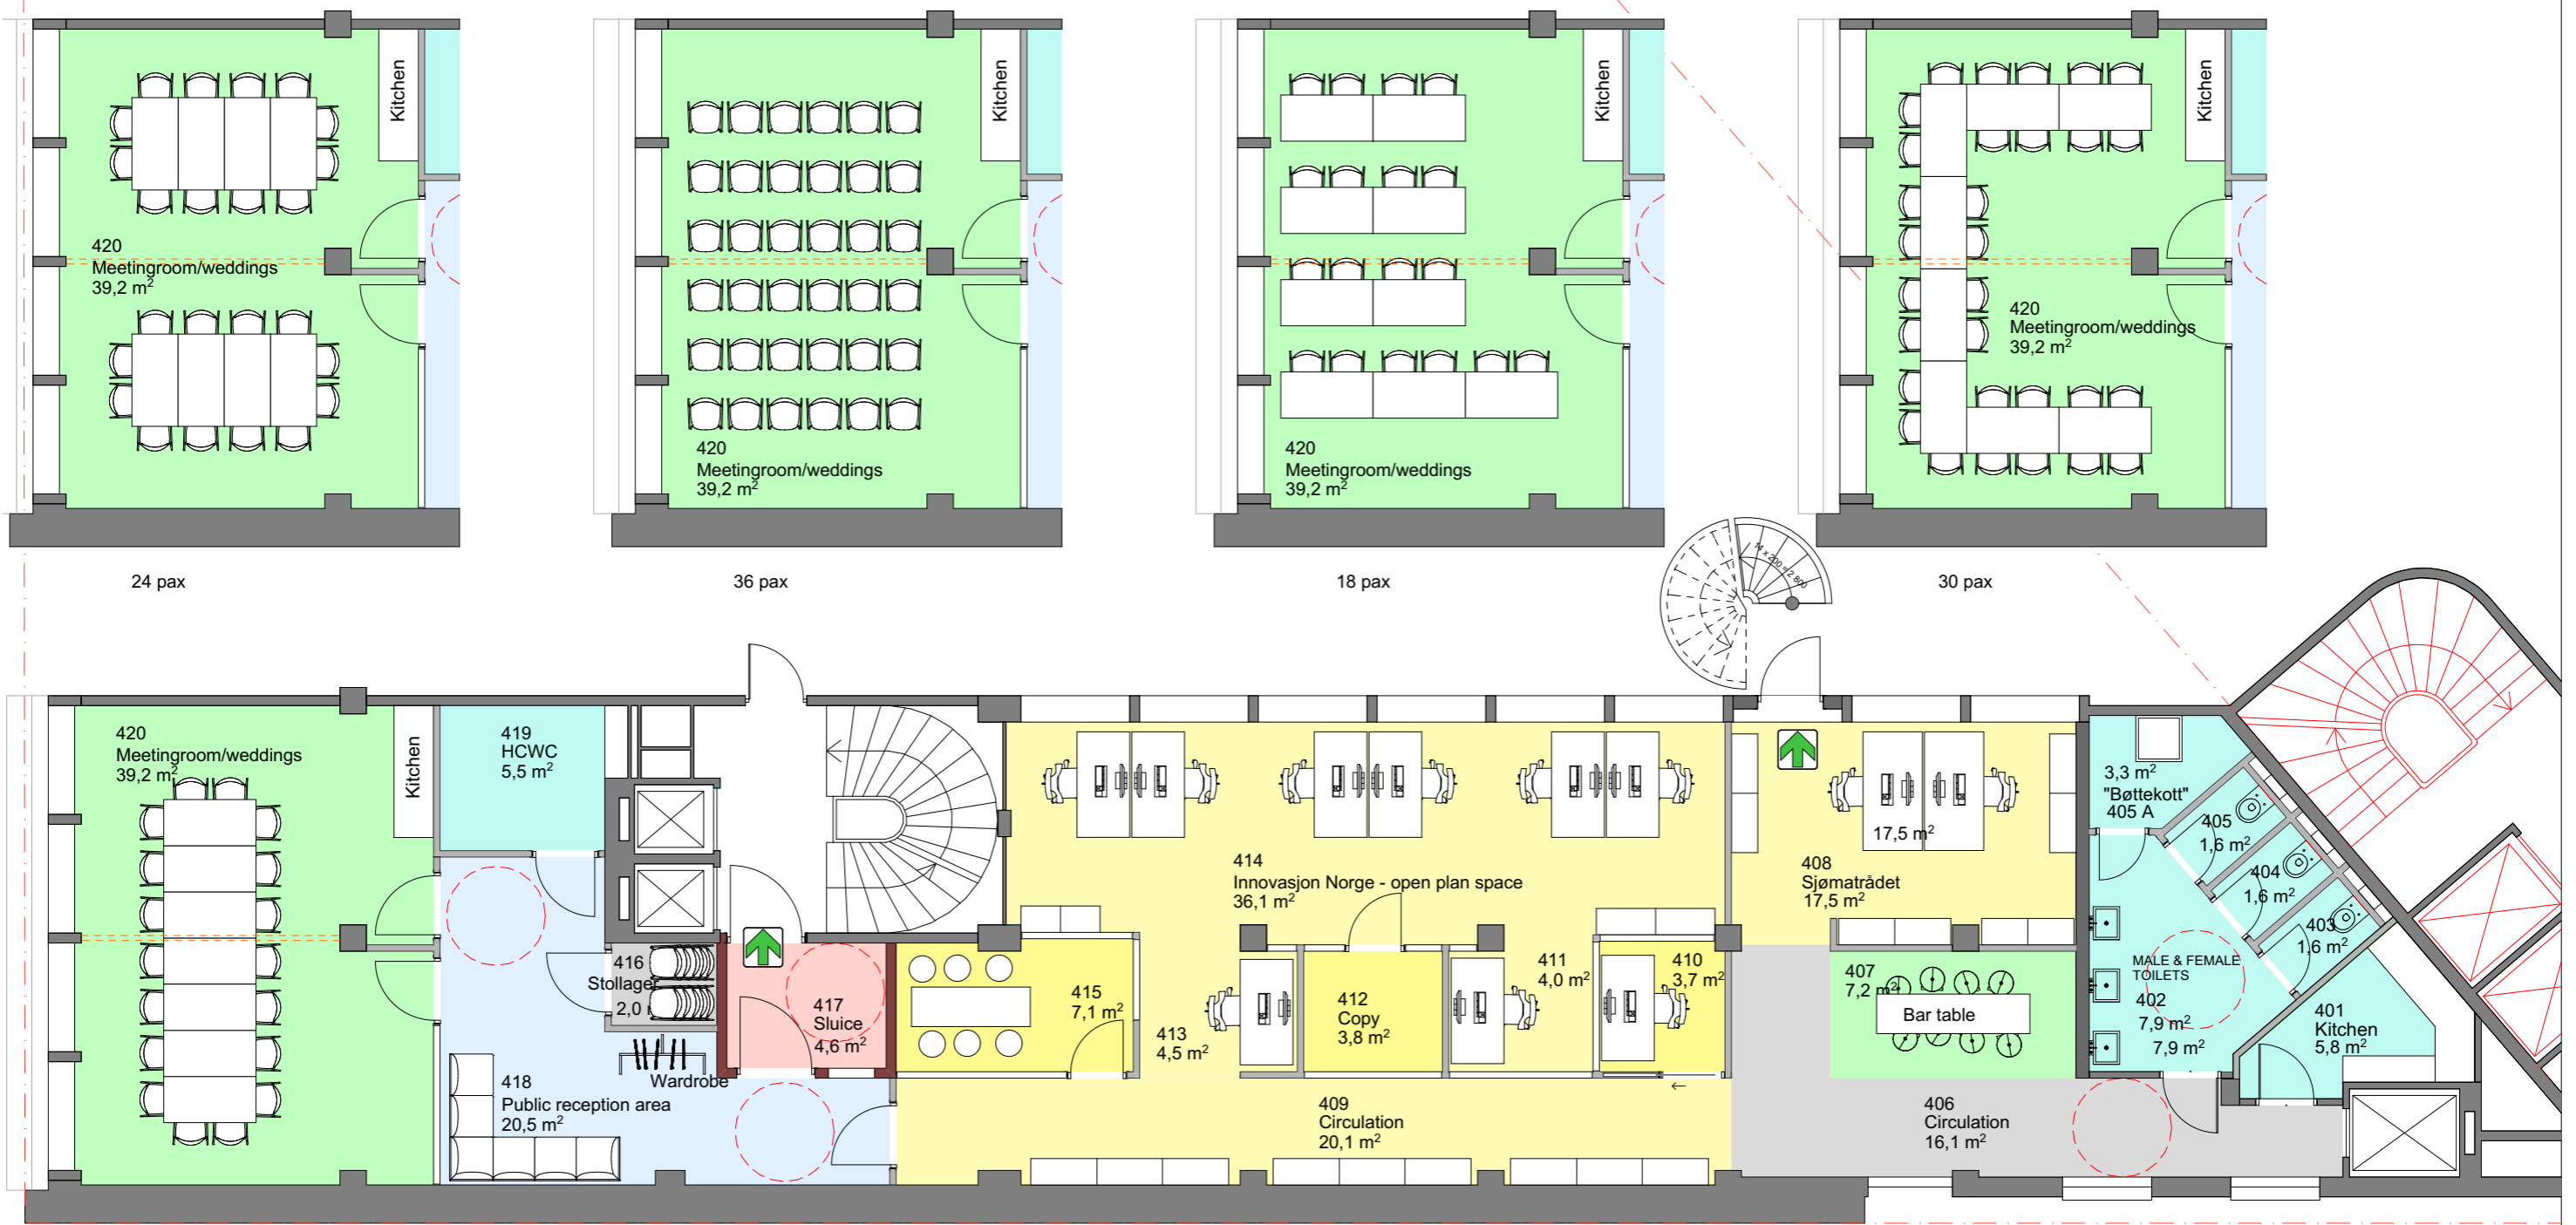 Kitchen
420
Meetingroom/weddings
39,2 m²
24 pax
Kitchen
420
Meetingroom/weddings
39,2 m²
36 pax
Kitchen
420
Meetingroom/weddings
39,2 m²
18 pax
Kitchen
420
Meetingroom/weddings
39,2 m²
30 pax
14 x 200 = 2 800
420
Meetingroom/weddings
39,2 m²
Kitchen
419
HCWC
5,5 m²
416
Stollager
2,0
Wardrobe
417
Sluice
4,6 m²
418
Public reception area
20,5 m²
415
7,1 m²
414
Innovasjon Norge - open plan space
36,1 m²
413
4,5 m²
412
Copy
3,8 m²
411
4,0 m²
410
3,7 m²
409
Circulation
20,1 m²
17,5 m²
408
Sjømatrådet
17,5 m²
407
7,2 m²
Bar table
406
Circulation
16,1 m²
3,3 m²
"Bøttekott"
405 A
405
1,6 m²
404
1,6 m²
403
1,6 m²
MALE & FEMALE
TOILETS
402
7,9 m²
7,9 m²
401
Kitchen
5,8 m²